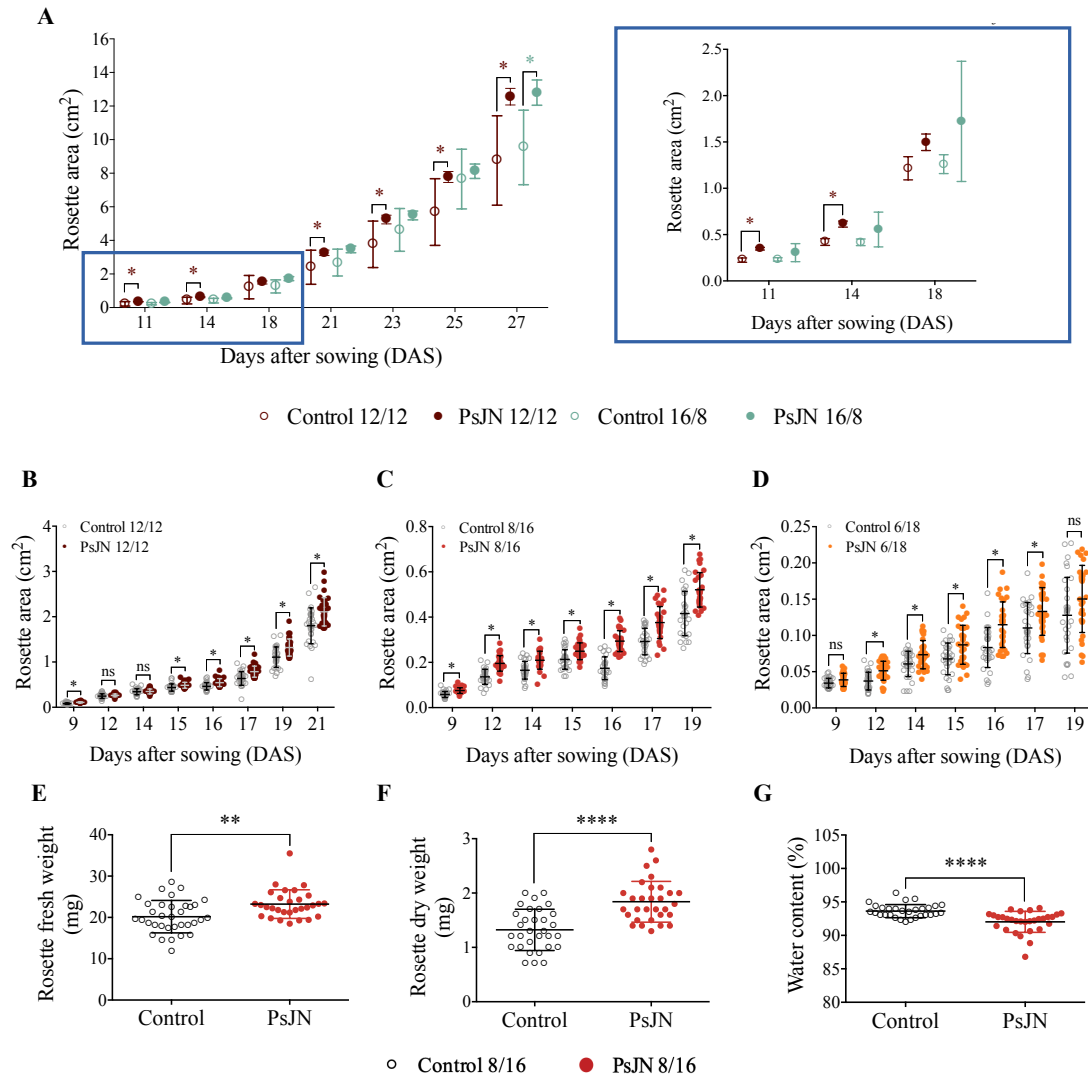 A
Rosette area (cm²)
16
14
12
10
8
6
4
2
0
* * * * * * *
11 14 18 21 23 25 27
Days after sowing (DAS)
Rosette area (cm²)
2.5
2.0
1.5
1.0
0.5
0.0
* *
11 14 18
Days after sowing (DAS)
Control 12/12 PsJN 12/12 Control 16/8 PsJN 16/8
B
Control 12/12
PsJN 12/12
Rosette area (cm²)
4
3
2
1
0
* ns ns * * * * *
9 12 14 15 16 17 19 21
Days after sowing (DAS)
C
Control 8/16
PsJN 8/16
Rosette area (cm²)
0.8
0.6
0.4
0.2
0.0
* * * * * * *
9 12 14 15 16 17 19
Days after sowing (DAS)
D
Control 6/18
PsJN 6/18
Rosette area (cm²)
0.25
0.20
0.15
0.10
0.05
0.00
ns * * * * * ns
9 12 14 15 16 17 19
Days after sowing (DAS)
E
Rosette fresh weight
(mg)
40
30
20
10
0
**
Control PsJN
F
Rosette dry weight
(mg)
3
2
1
0
****
Control PsJN
G
Water content (%)
105
100
95
90
85
80
****
Control PsJN
Control 8/16 PsJN 8/16